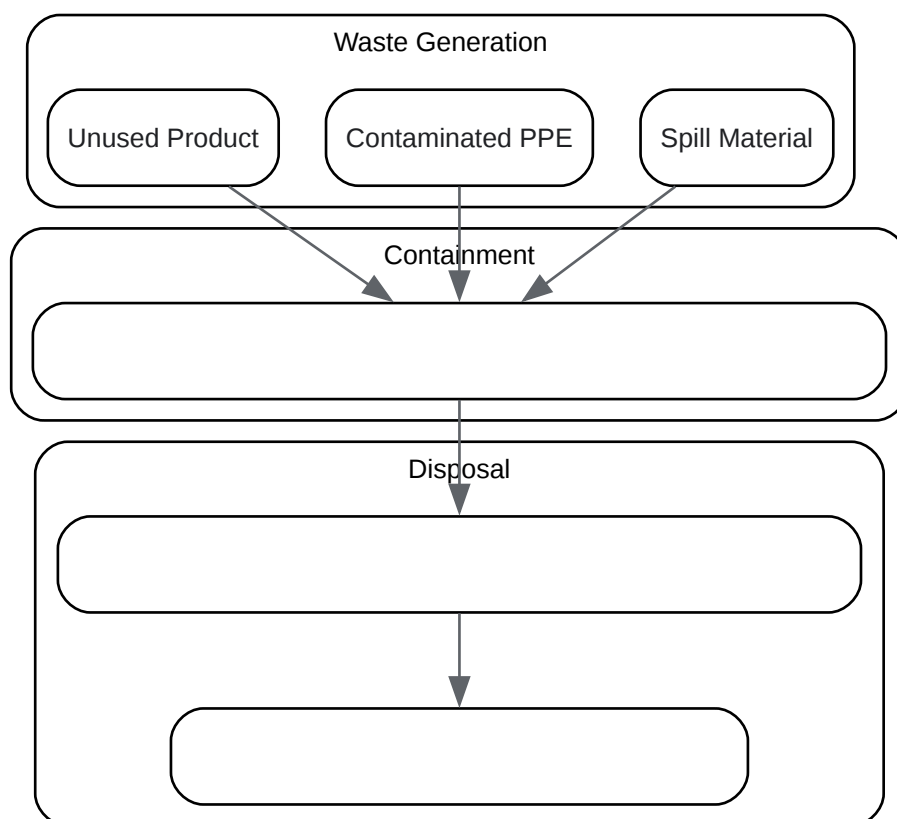 Waste Generation
Unused Product
Contaminated PPE
Spill Material
Containment
Disposal